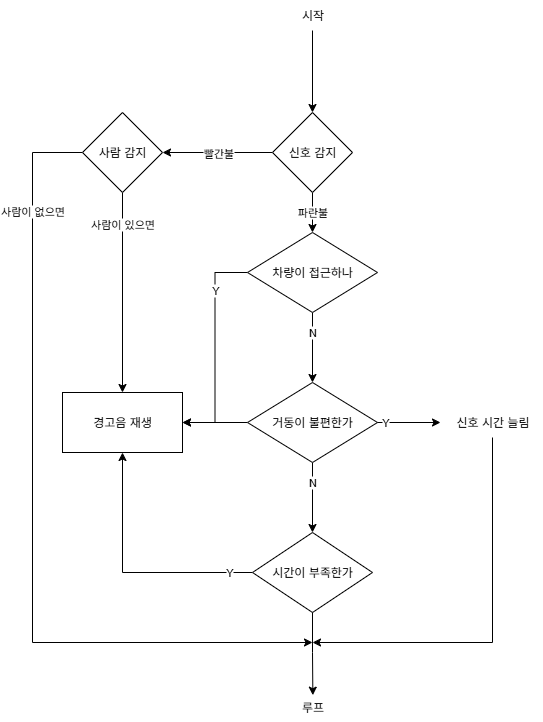 시작
사람 감지
빨간불
신호 감지
사람이 없으면
사람이 있으면
파란불
차량이 접근하나
Y
N
경고음 재생
거동이 불편한가
Y
신호 시간 늘림
N
시간이 부족한가
Y
루프